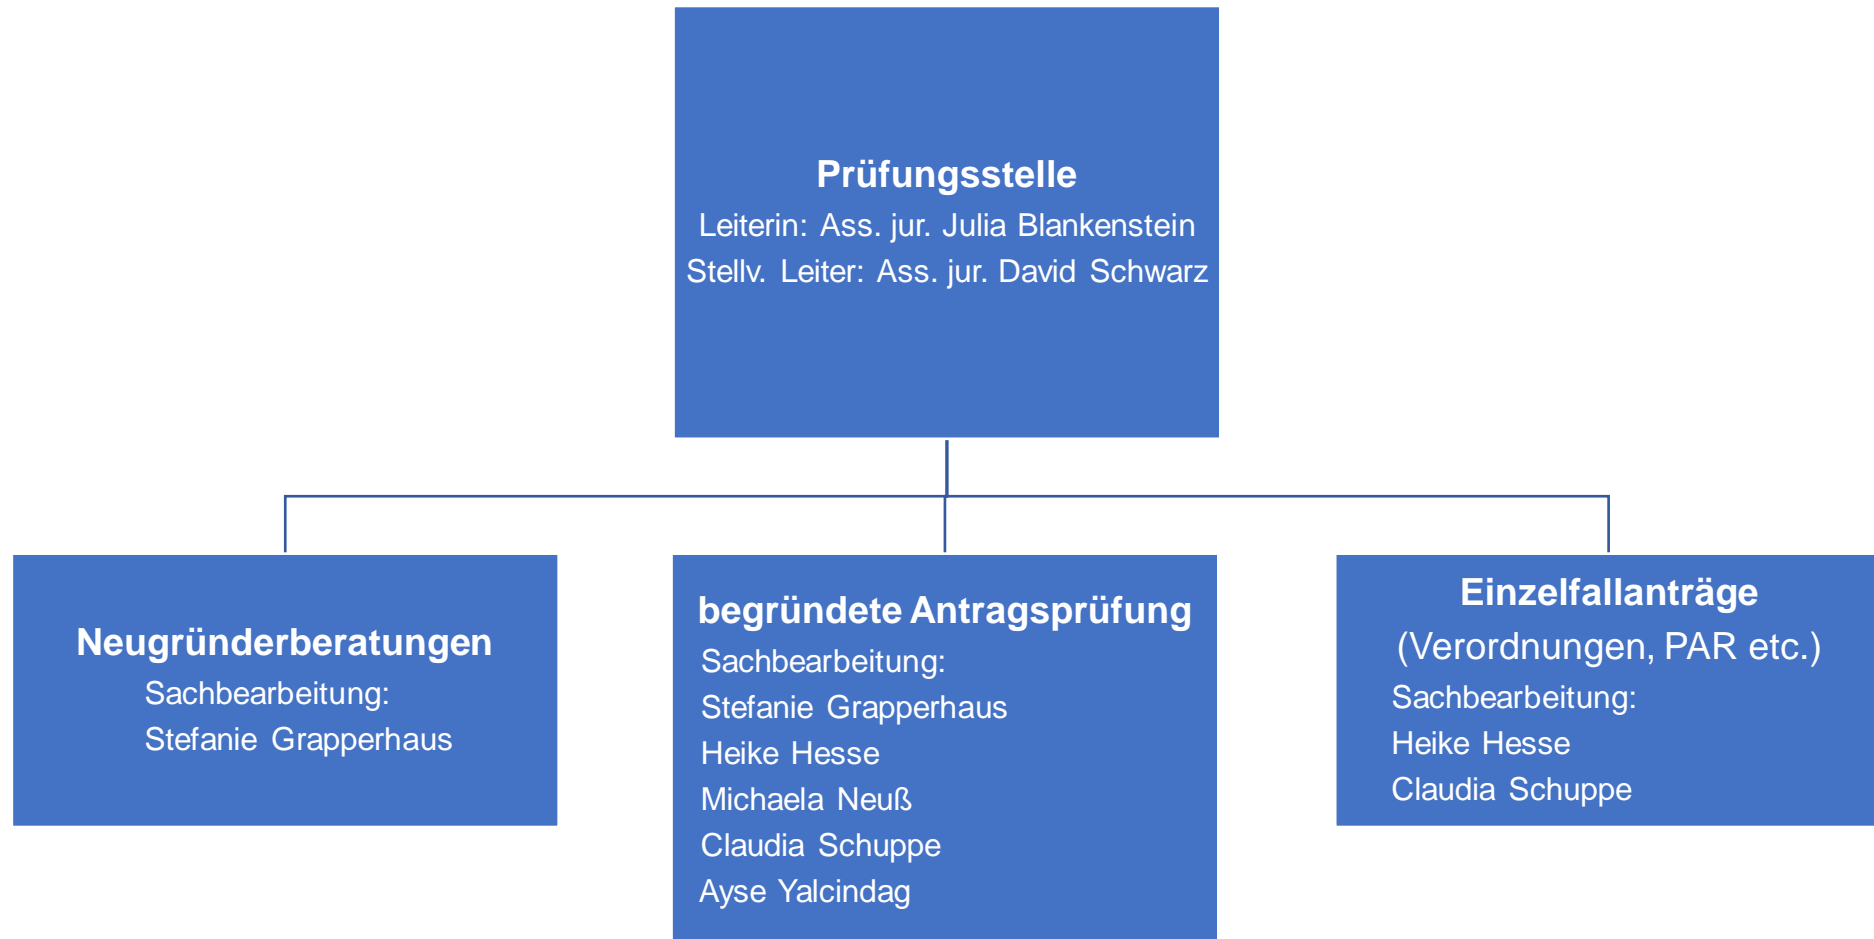 Prüfungsstelle
Leiterin: Ass. jur. Julia Blankenstein
Stellv. Leiter: Ass. jur. David Schwarz
Neugründerberatungen
Sachbearbeitung:
Stefanie Grapperhaus
begründete Antragsprüfung
Sachbearbeitung:
Stefanie Grapperhaus
Heike Hesse
Michaela Neuß
Claudia Schuppe
Ayse Yalcindag
Einzelfallanträge
(Verordnungen, PAR etc.)
Sachbearbeitung:
Heike Hesse
Claudia Schuppe